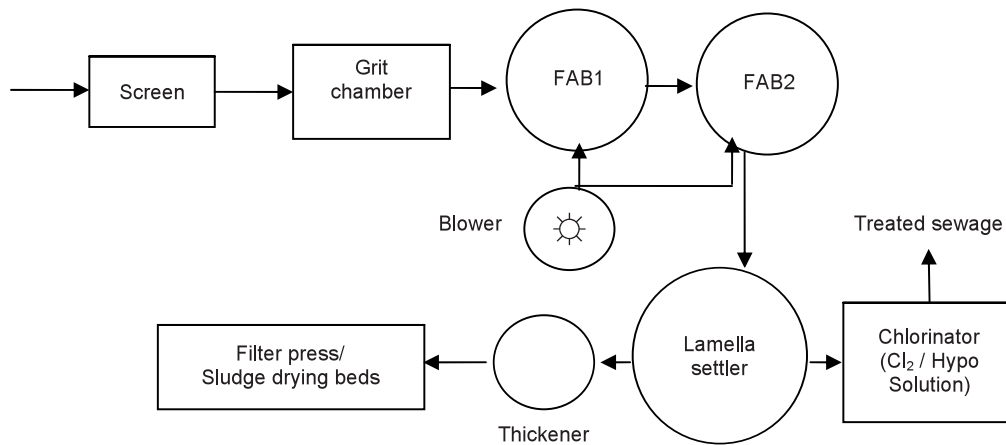 Screen
Grit
chamber
FAB1
FAB2
Blower
Treated sewage
Filter press/
Sludge drying beds
Thickener
Lamella
settler
Chlorinator
(Cl₂ / Hypo
Solution)